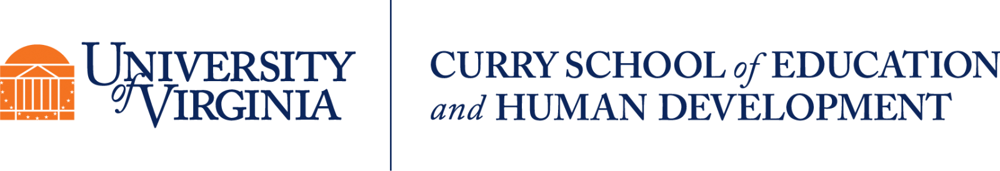 UNIVERSITY
of VIRGINIA
CURRY SCHOOL of EDUCATION
and HUMAN DEVELOPMENT